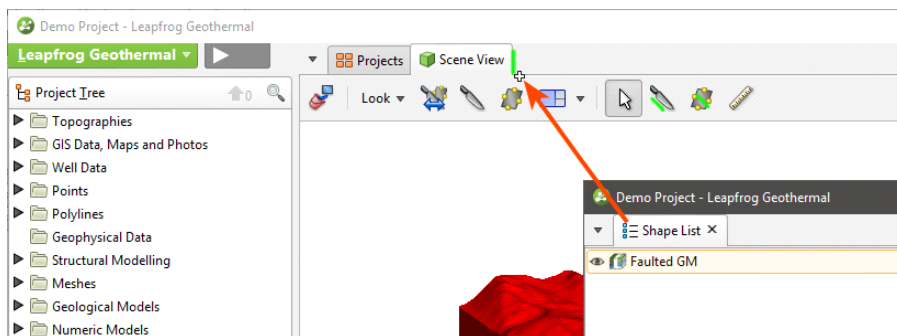 Demo Project - Leapfrog Geothermal
Leapfrog Geothermal
Projects
Scene View
Project Tree
0
Look
Topographies
GIS Data, Maps and Photos
Well Data
Points
Polylines
Geophysical Data
Structural Modelling
Meshes
Geological Models
Numeric Models
Demo Project - Leapfrog Geothermal
Shape List
Faulted GM